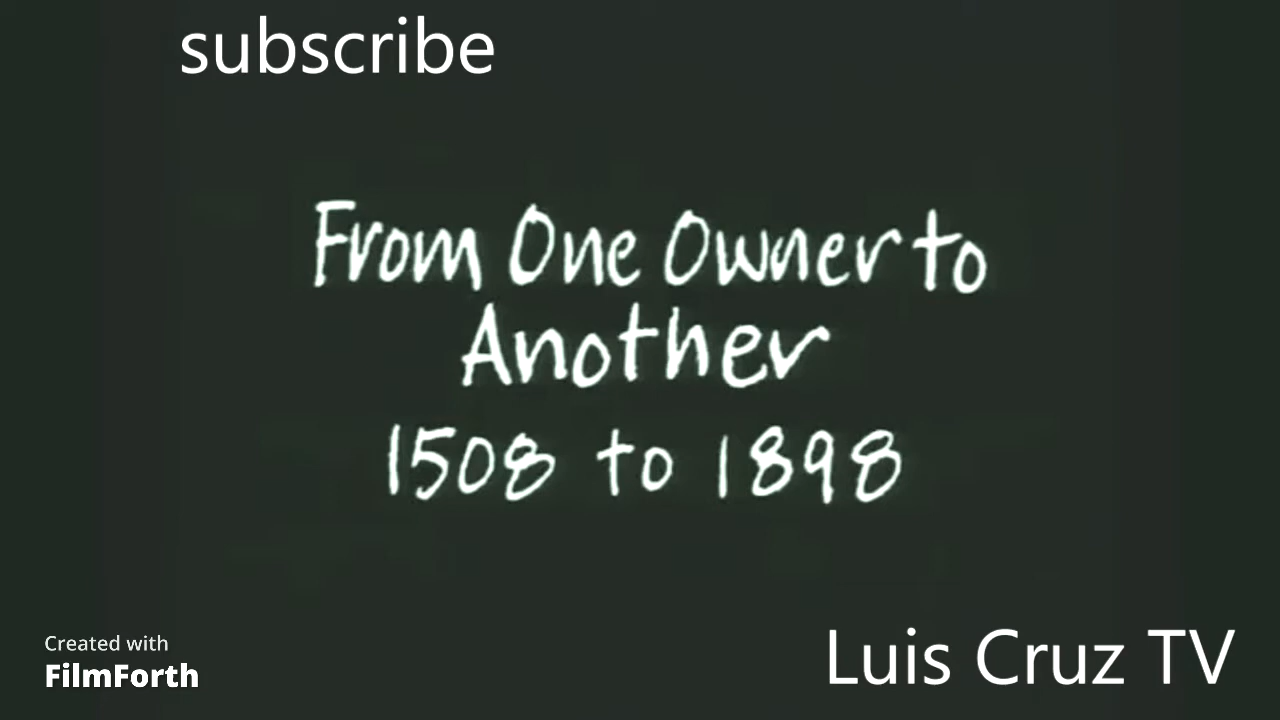 subscribe
From One Owner to
Another
1508 to 1898
Created with
FilmForth
Luis Cruz TV